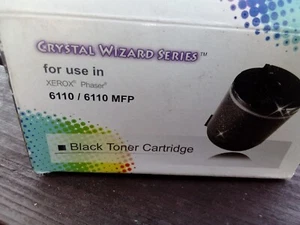 CRYSTAL WIZARD SERIES™
for use in
XEROX® Phaser®
6110 / 6110 MFP
Black Toner Cartridge